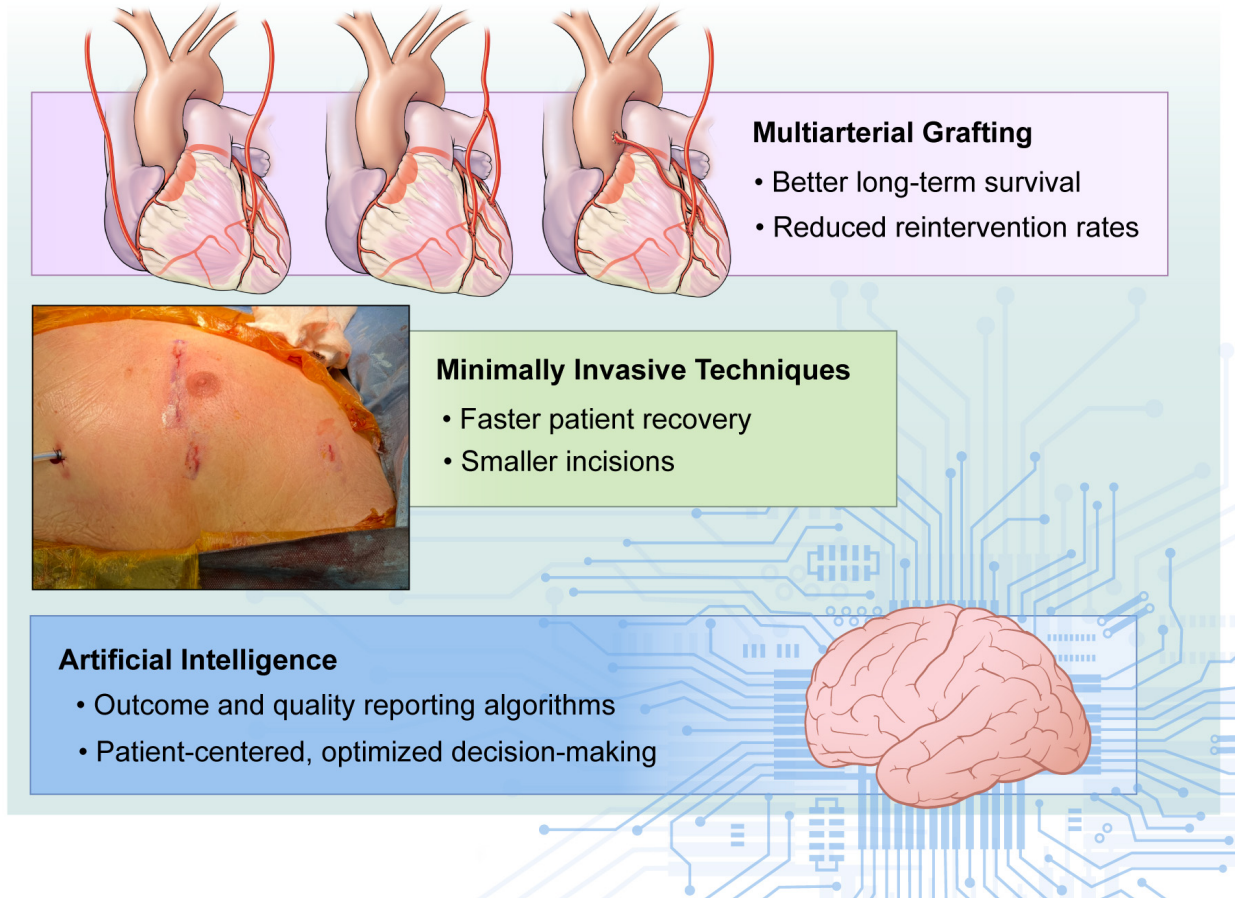 Multiarterial Grafting
• Better long-term survival
• Reduced reintervention rates
Minimally Invasive Techniques
• Faster patient recovery
• Smaller incisions
Artificial Intelligence
• Outcome and quality reporting algorithms
• Patient-centered, optimized decision-making